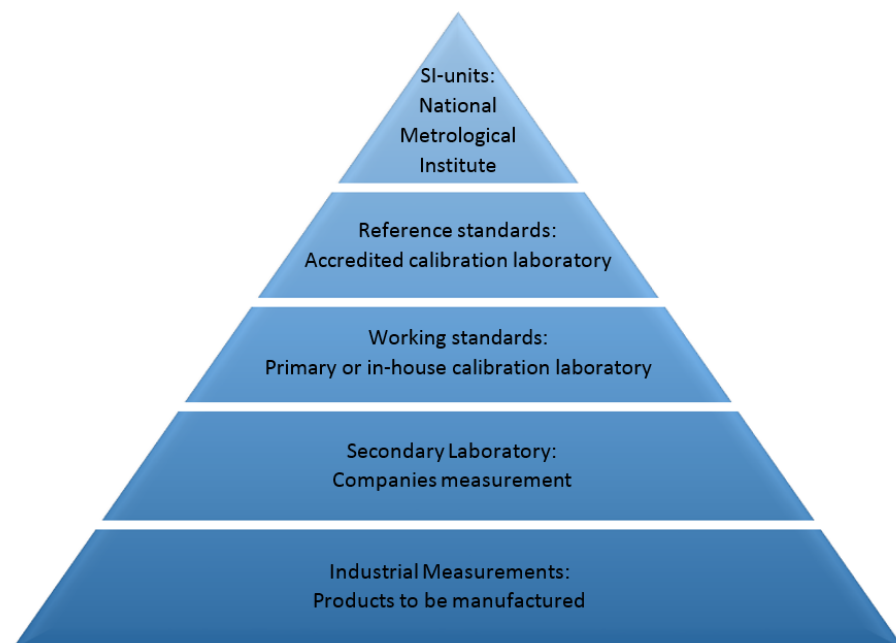 SI-units:
National
Metrological
Institute
Reference standards:
Accredited calibration laboratory
Working standards:
Primary or in-house calibration laboratory
Secondary Laboratory:
Companies measurement
Industrial Measurements:
Products to be manufactured